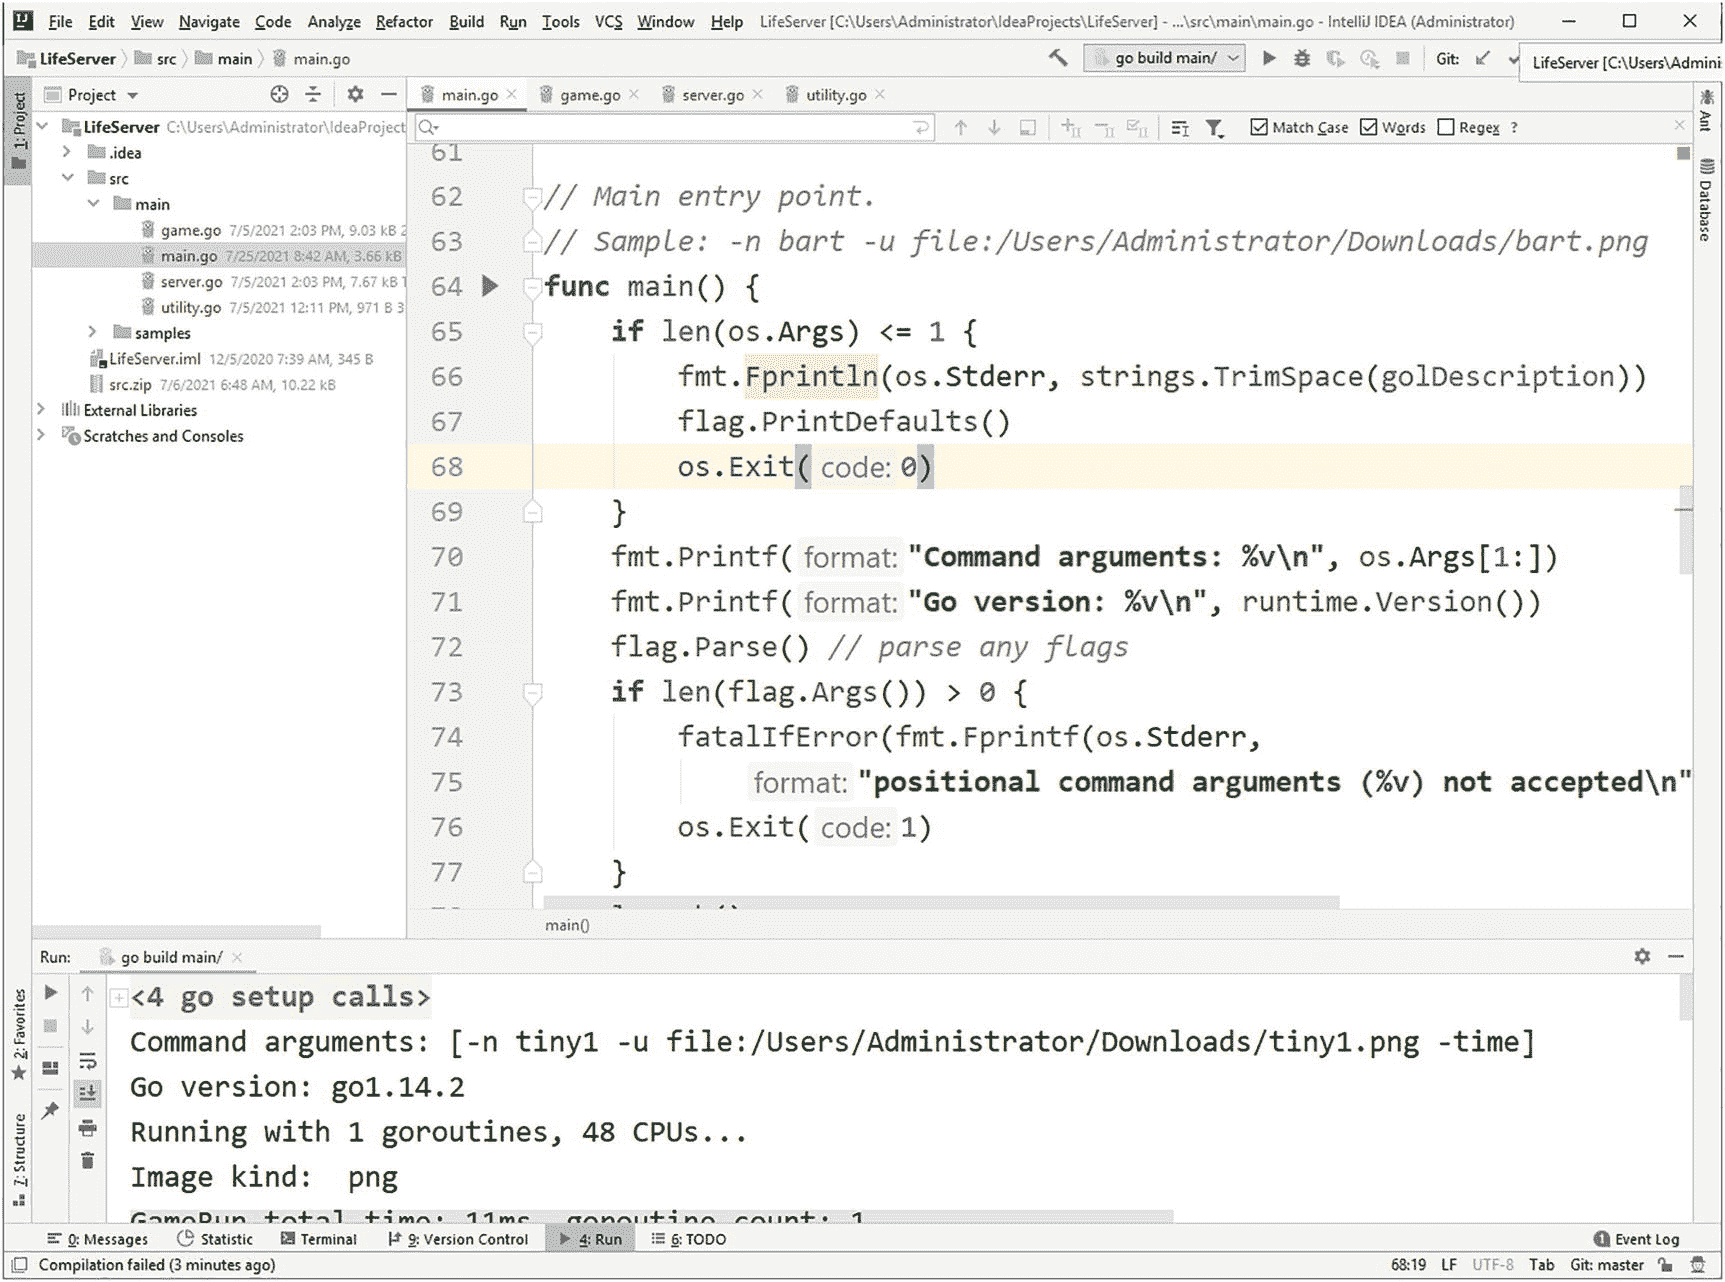 File Edit View Navigate Code Analyze Refactor Build Run Tools VCS Window Help LifeServer [C:\Users\Administrator\IdeaProjects\LifeServer] - ...\src\main\main.go - IntelliJ IDEA (Administrator)
LifeServer src main main.go go build main/ Git: LifeServer [C:\Users\Admini
1: Project
Project
main.go game.go server.go utility.go
Match Case Words Regex ?
LifeServer C:\Users\Administrator\IdeaProject
.idea
src
main
game.go 7/5/2021 2:03 PM, 9.03 kB 2
main.go 7/25/2021 8:42 AM, 3.66 kB
server.go 7/5/2021 2:03 PM, 7.67 kB 1
utility.go 7/5/2021 12:11 PM, 971 B 3
samples
LifeServer.iml 12/5/2020 7:39 AM, 345 B
src.zip 7/6/2021 6:48 AM, 10.22 kB
External Libraries
Scratches and Consoles
61
62 // Main entry point.
63 // Sample: -n bart -u file:/Users/Administrator/Downloads/bart.png
64 func main() {
65 if len(os.Args) <= 1 {
66 fmt.Fprintln(os.Stderr, strings.TrimSpace(golDescription))
67 flag.PrintDefaults()
68 os.Exit( code: 0)
69 }
70 fmt.Printf( format: "Command arguments: %v\n", os.Args[1:])
71 fmt.Printf( format: "Go version: %v\n", runtime.Version())
72 flag.Parse() // parse any flags
73 if len(flag.Args()) > 0 {
74 fatalIfError(fmt.Fprintf(os.Stderr,
75 format: "positional command arguments (%v) not accepted\n"
76 os.Exit( code: 1)
77 }
main()
Ant
Database
Run: go build main/
<4 go setup calls>
Command arguments: [-n tiny1 -u file:/Users/Administrator/Downloads/tiny1.png -time]
Go version: go1.14.2
Running with 1 goroutines, 48 CPUs...
Image kind: png
GameRun total time: 11ms, goroutine count: 1
2: Favorites
7: Structure
0: Messages Statistic Terminal 9: Version Control 4: Run 6: TODO 1 Event Log
Compilation failed (3 minutes ago) 68:19 LF UTF-8 Tab Git: master